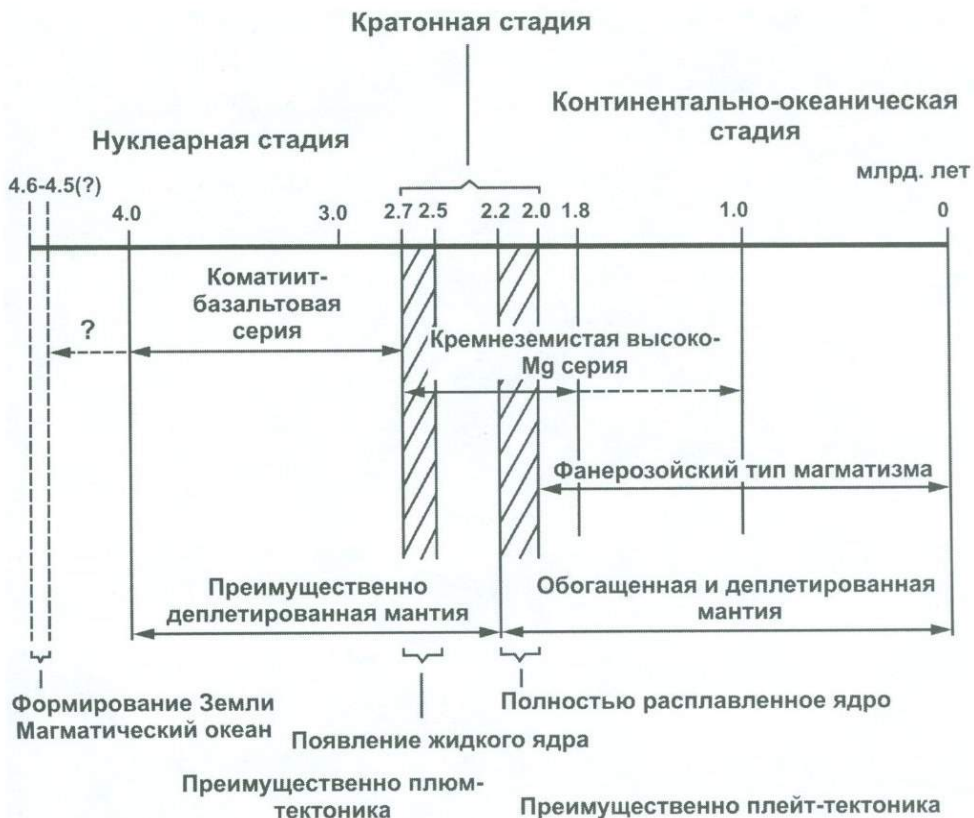 Кратонная стадия
Континентально-океаническая
стадия
Нуклеарная стадия
млрд. лет
4.6-4.5(?)
4.0
3.0
2.7
2.5
2.2
2.0
1.8
1.0
0
Коматиит-
базальтовая
серия
?
Кремнеземистая высоко-
Mg серия
Фанерозойский тип магматизма
Преимущественно
деплетированная мантия
Обогащенная и деплетированная
мантия
Формирование Земли
Магматический океан
Появление жидкого ядра
Полностью расплавленное ядро
Преимущественно плюм-
тектоника
Преимущественно плейт-тектоника